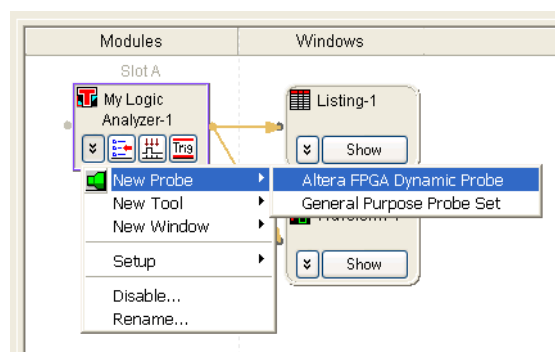 Modules
Windows
Slot A
My Logic
Analyzer-1
Trig
Listing-1
Show
New Probe
New Tool
New Window
Setup
Disable...
Rename...
Altera FPGA Dynamic Probe
General Purpose Probe Set
Show